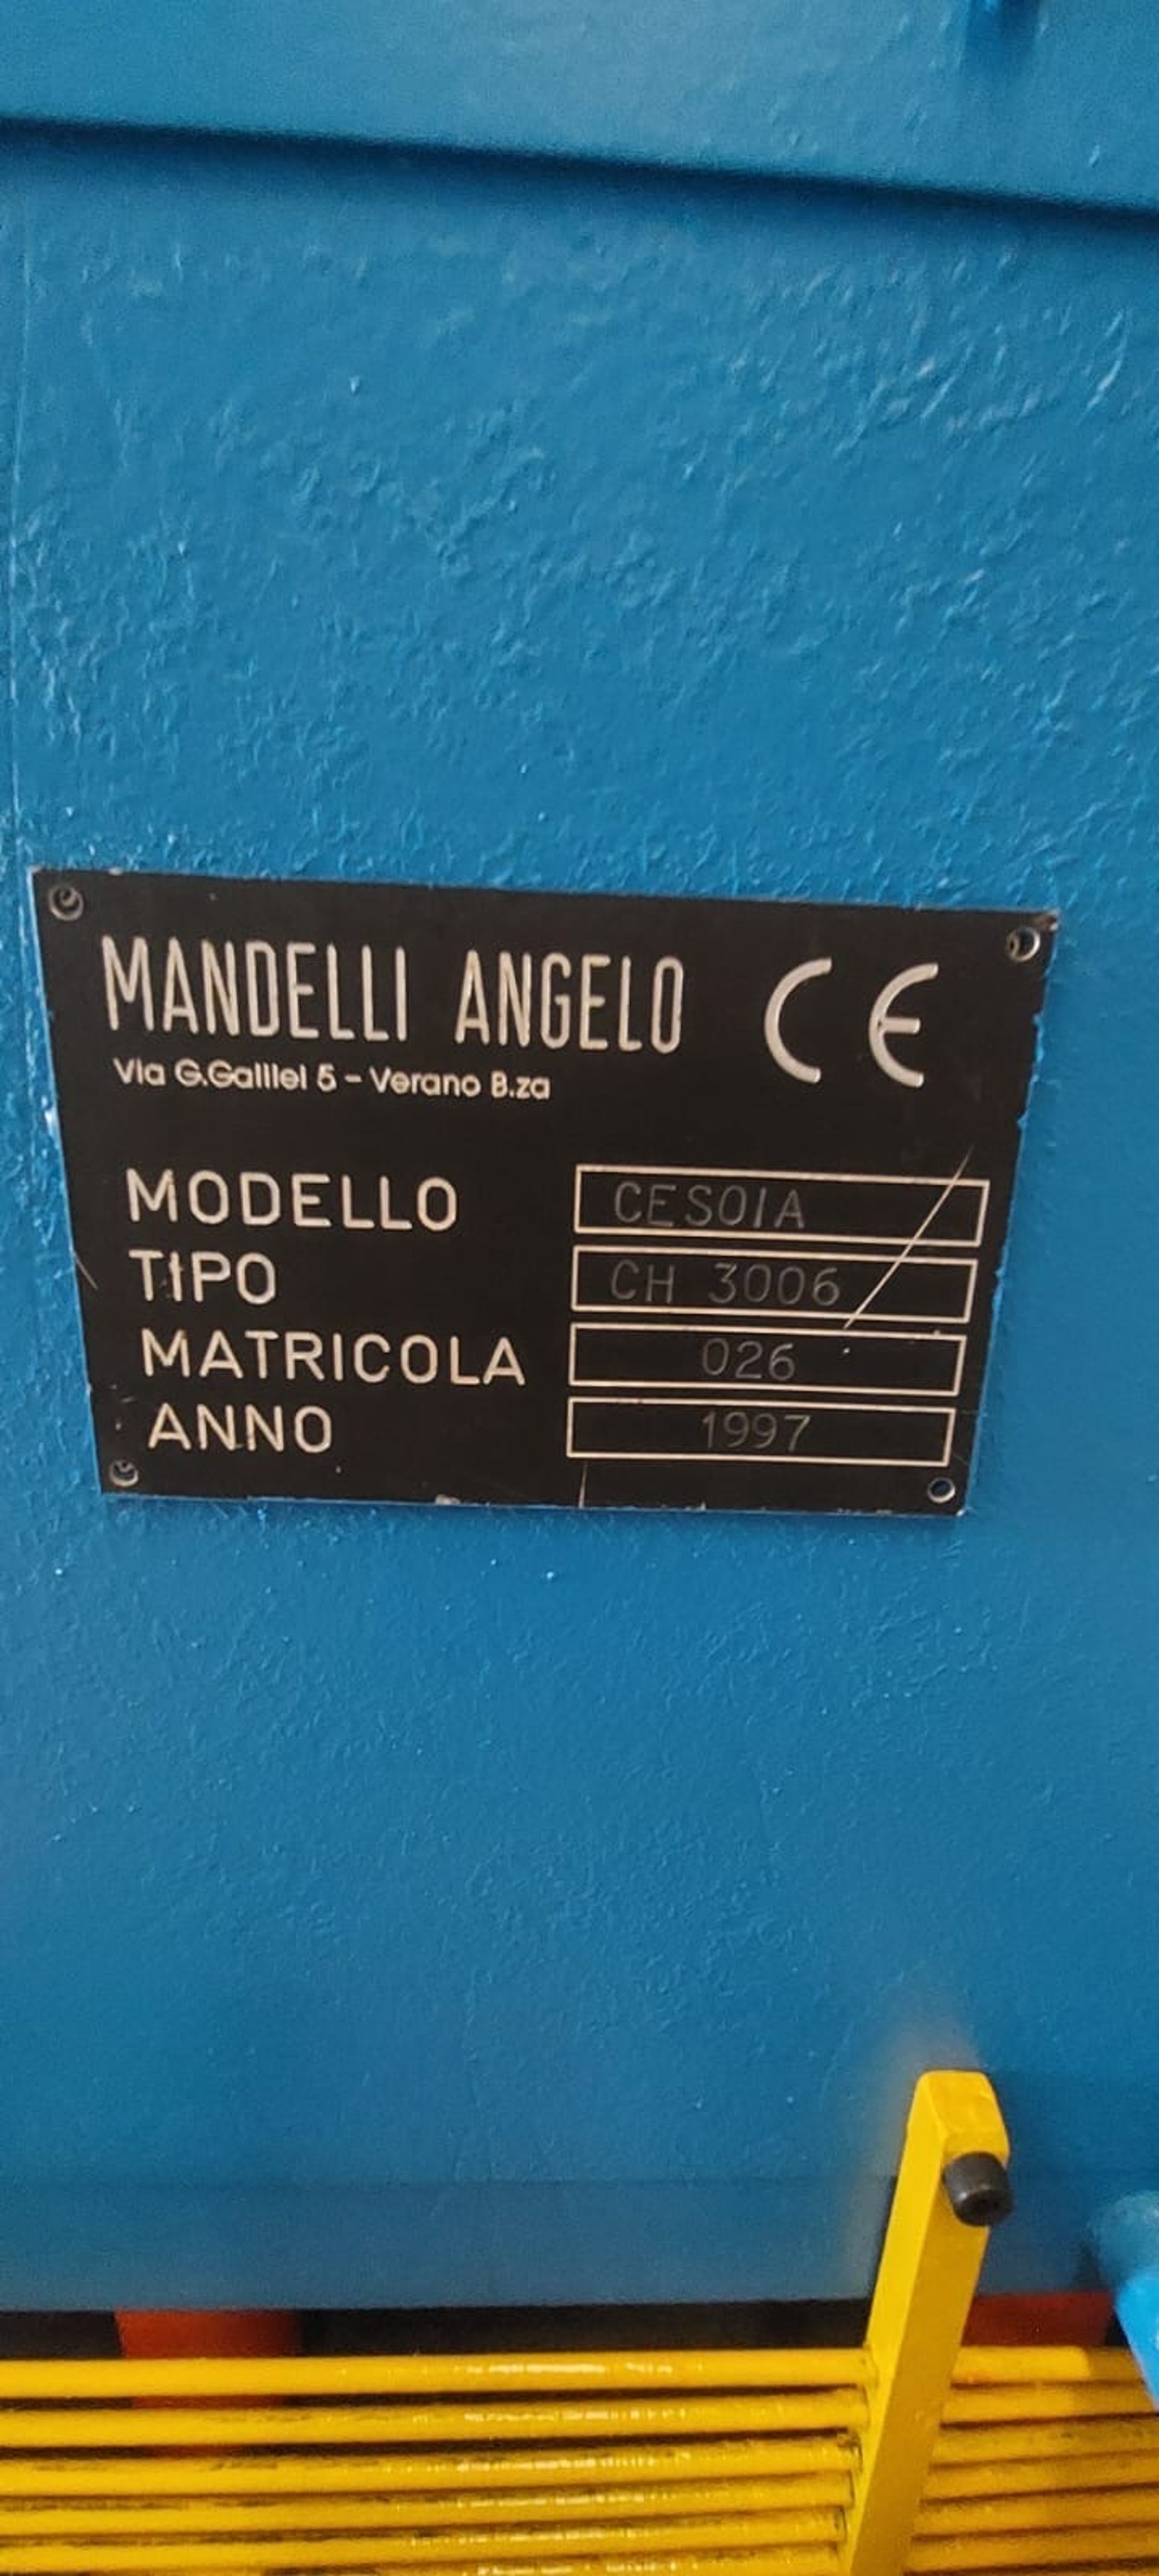 MANDELLI ANGELO CE
Via G.Galilei 5 - Verano B.za
MODELLO CESOIA
TIPO CH 3006
MATRICOLA 026
ANNO 1997